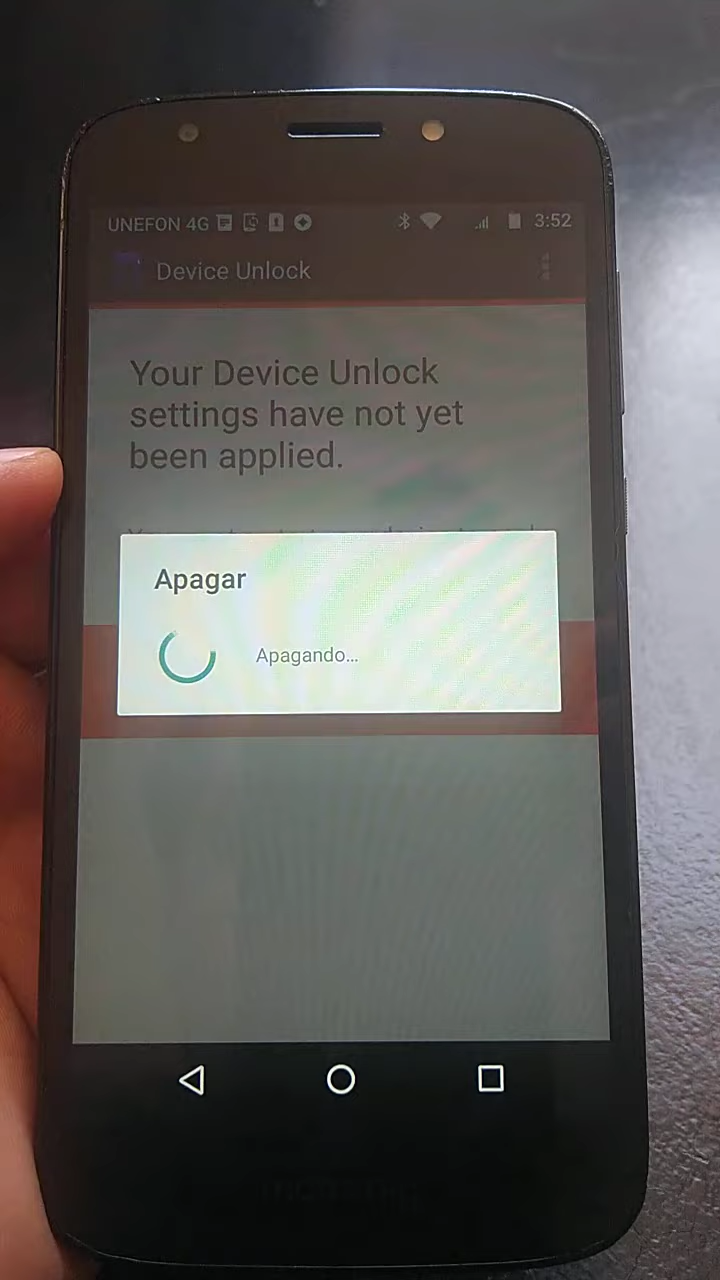 UNEFON 4G 3:52
Device Unlock
Your Device Unlock
settings have not yet
been applied.
Apagar
Apagando...